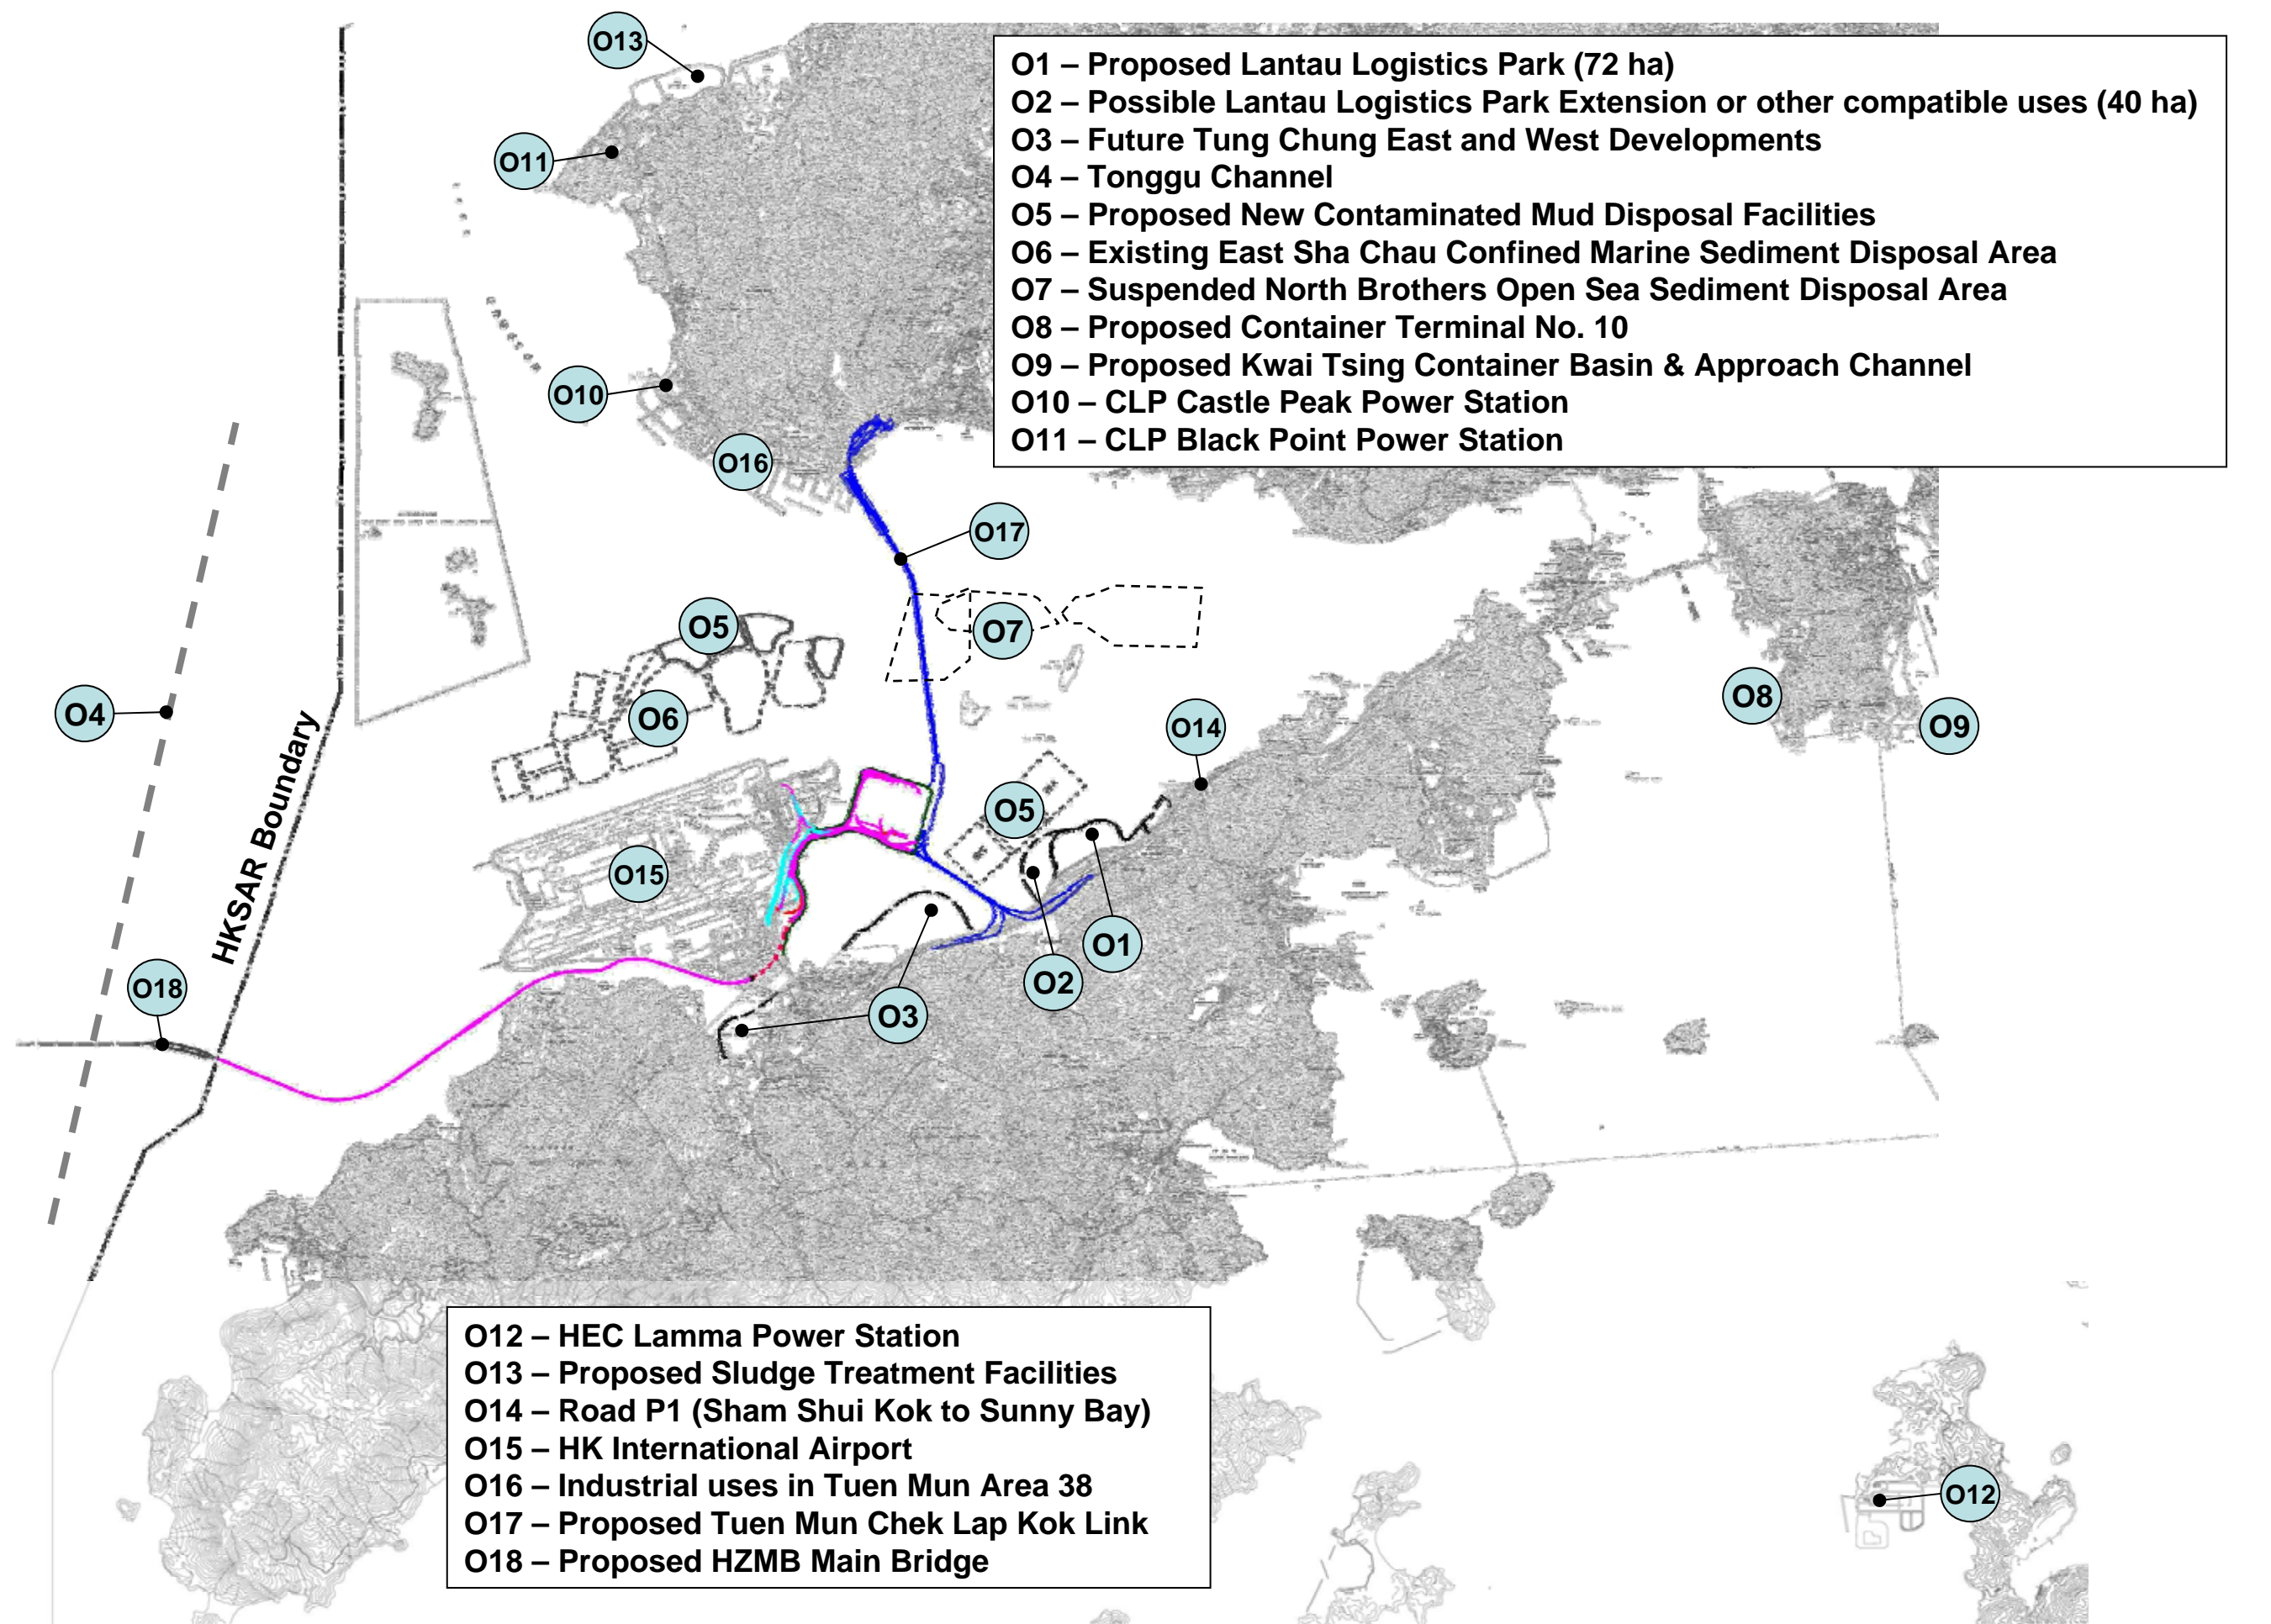 O13
O1 – Proposed Lantau Logistics Park (72 ha)
O2 – Possible Lantau Logistics Park Extension or other compatible uses (40 ha)
O3 – Future Tung Chung East and West Developments
O4 – Tonggu Channel
O5 – Proposed New Contaminated Mud Disposal Facilities
O6 – Existing East Sha Chau Confined Marine Sediment Disposal Area
O7 – Suspended North Brothers Open Sea Sediment Disposal Area
O8 – Proposed Container Terminal No. 10
O9 – Proposed Kwai Tsing Container Basin & Approach Channel
O10 – CLP Castle Peak Power Station
O11 – CLP Black Point Power Station
O11
O10
O16
O17
O5
O7
O6
O4
O8
O9
O14
HKSAR Boundary
O5
O15
O1
O2
O18
O3
O12 – HEC Lamma Power Station
O13 – Proposed Sludge Treatment Facilities
O14 – Road P1 (Sham Shui Kok to Sunny Bay)
O15 – HK International Airport
O16 – Industrial uses in Tuen Mun Area 38
O17 – Proposed Tuen Mun Chek Lap Kok Link
O18 – Proposed HZMB Main Bridge
O12